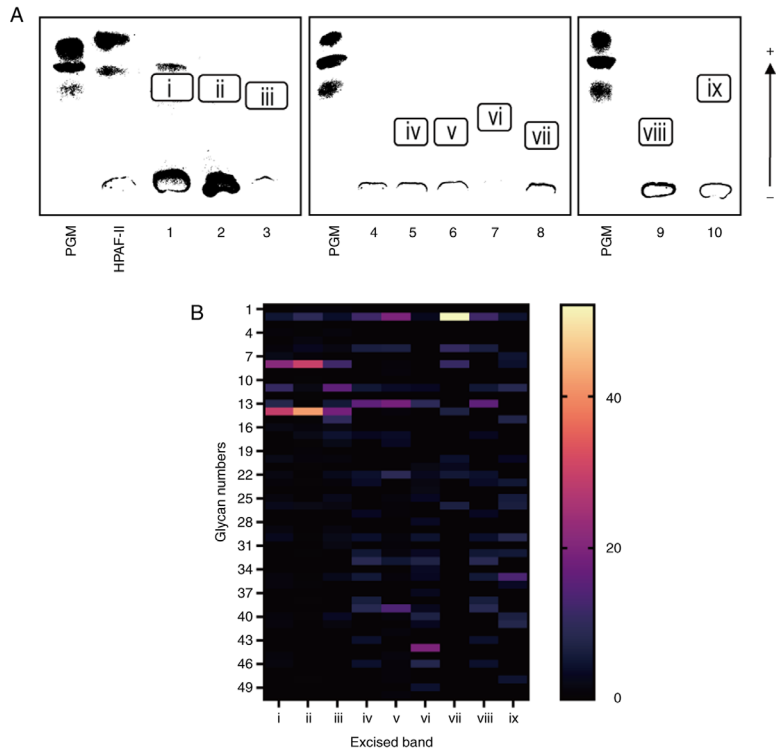 A
i
ii
iii
iv
v
vi
vii
viii
ix
+
−
PGM
HPAF-II
1
2
3
PGM
4
5
6
7
8
PGM
9
10
B
Glycan numbers
1
4
7
10
13
16
19
22
25
28
31
34
37
40
43
46
49
i ii iii iv v vi vii viii ix
Excised band
40
20
0